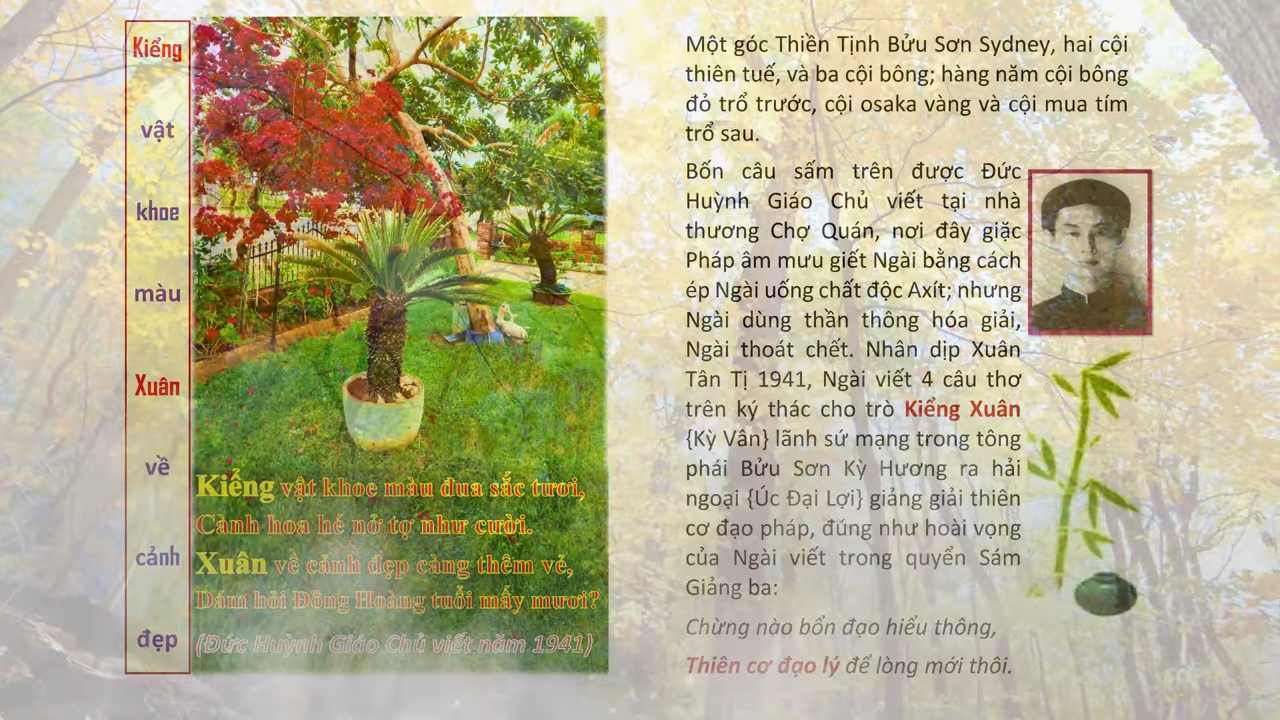 Kiểng
vật
khoe
màu
Xuân
về
cảnh
đẹp
Kiểng vật khoe màu đua sắc tươi,
Cành hoa hé nở tợ như cười.
Xuân về cảnh đẹp càng thêm vẻ,
Dám hỏi Đông Hoàng tuổi mấy mươi?
(Đức Huỳnh Giáo Chủ viết năm 1941)
Một góc Thiền Tịnh Bửu Sơn Sydney, hai cội
thiên tuế, và ba cội bông; hàng năm cội bông
đỏ trổ trước, cội osaka vàng và cội mua tím
trổ sau.
Bốn câu sấm trên được Đức
Huỳnh Giáo Chủ viết tại nhà
thương Chợ Quán, nơi đây giặc
Pháp âm mưu giết Ngài bằng cách
ép Ngài uống chất độc Axít; nhưng
Ngài dùng thần thông hóa giải,
Ngài thoát chết. Nhân dịp Xuân
Tân Tị 1941, Ngài viết 4 câu thơ
trên ký thác cho trò Kiểng Xuân
{Kỳ Vân} lãnh sứ mạng trong tông
phái Bửu Sơn Kỳ Hương ra hải
ngoại {Úc Đại Lợi} giảng giải thiên
cơ đạo pháp, đúng như hoài vọng
của Ngài viết trong quyển Sám
Giảng ba:
Chừng nào bổn đạo hiểu thông,
Thiên cơ đạo lý để lòng mới thôi.